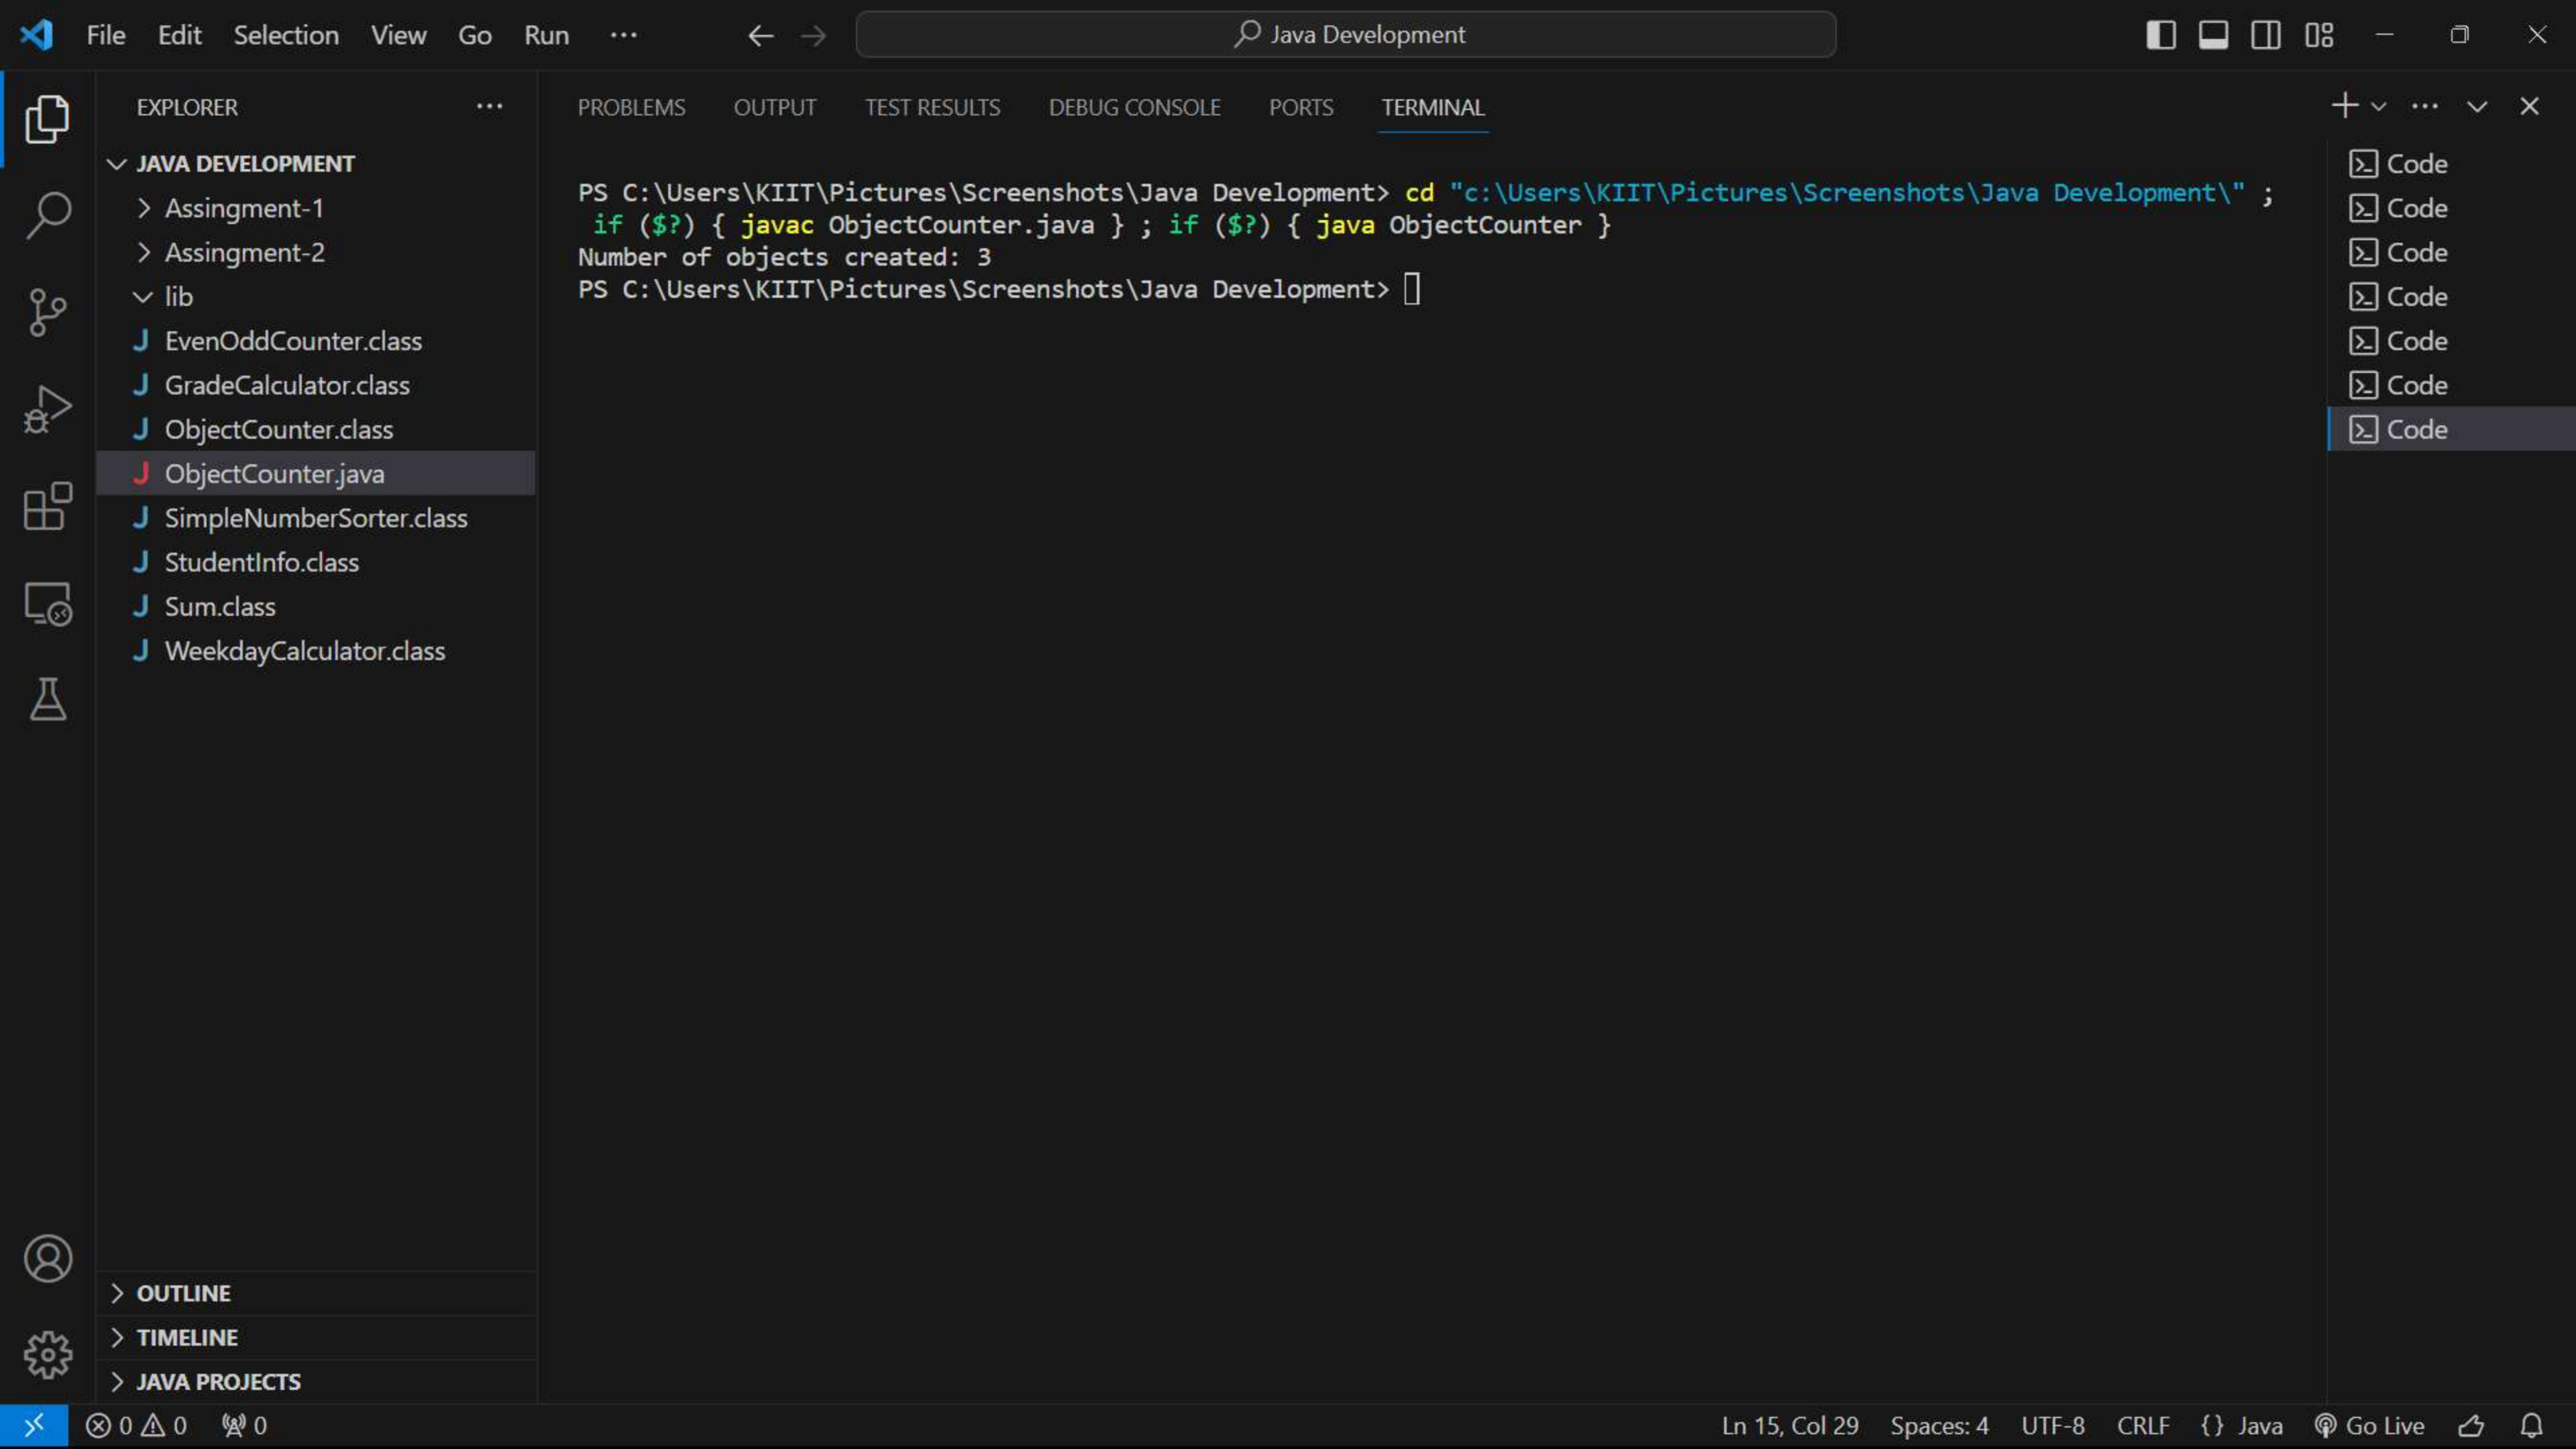 File Edit Selection View Go Run ··· Java Development
EXPLORER ···
JAVA DEVELOPMENT
Assingment-1
Assingment-2
lib
EvenOddCounter.class
GradeCalculator.class
ObjectCounter.class
ObjectCounter.java
SimpleNumberSorter.class
StudentInfo.class
Sum.class
WeekdayCalculator.class
OUTLINE
TIMELINE
JAVA PROJECTS
PROBLEMS OUTPUT TEST RESULTS DEBUG CONSOLE PORTS TERMINAL
PS C:\Users\KIIT\Pictures\Screenshots\Java Development> cd "c:\Users\KIIT\Pictures\Screenshots\Java Development\" ;
if ($?) { javac ObjectCounter.java } ; if ($?) { java ObjectCounter }
Number of objects created: 3
PS C:\Users\KIIT\Pictures\Screenshots\Java Development>
Code
Code
Code
Code
Code
Code
Code
0 0 0 Ln 15, Col 29 Spaces: 4 UTF-8 CRLF {} Java Go Live